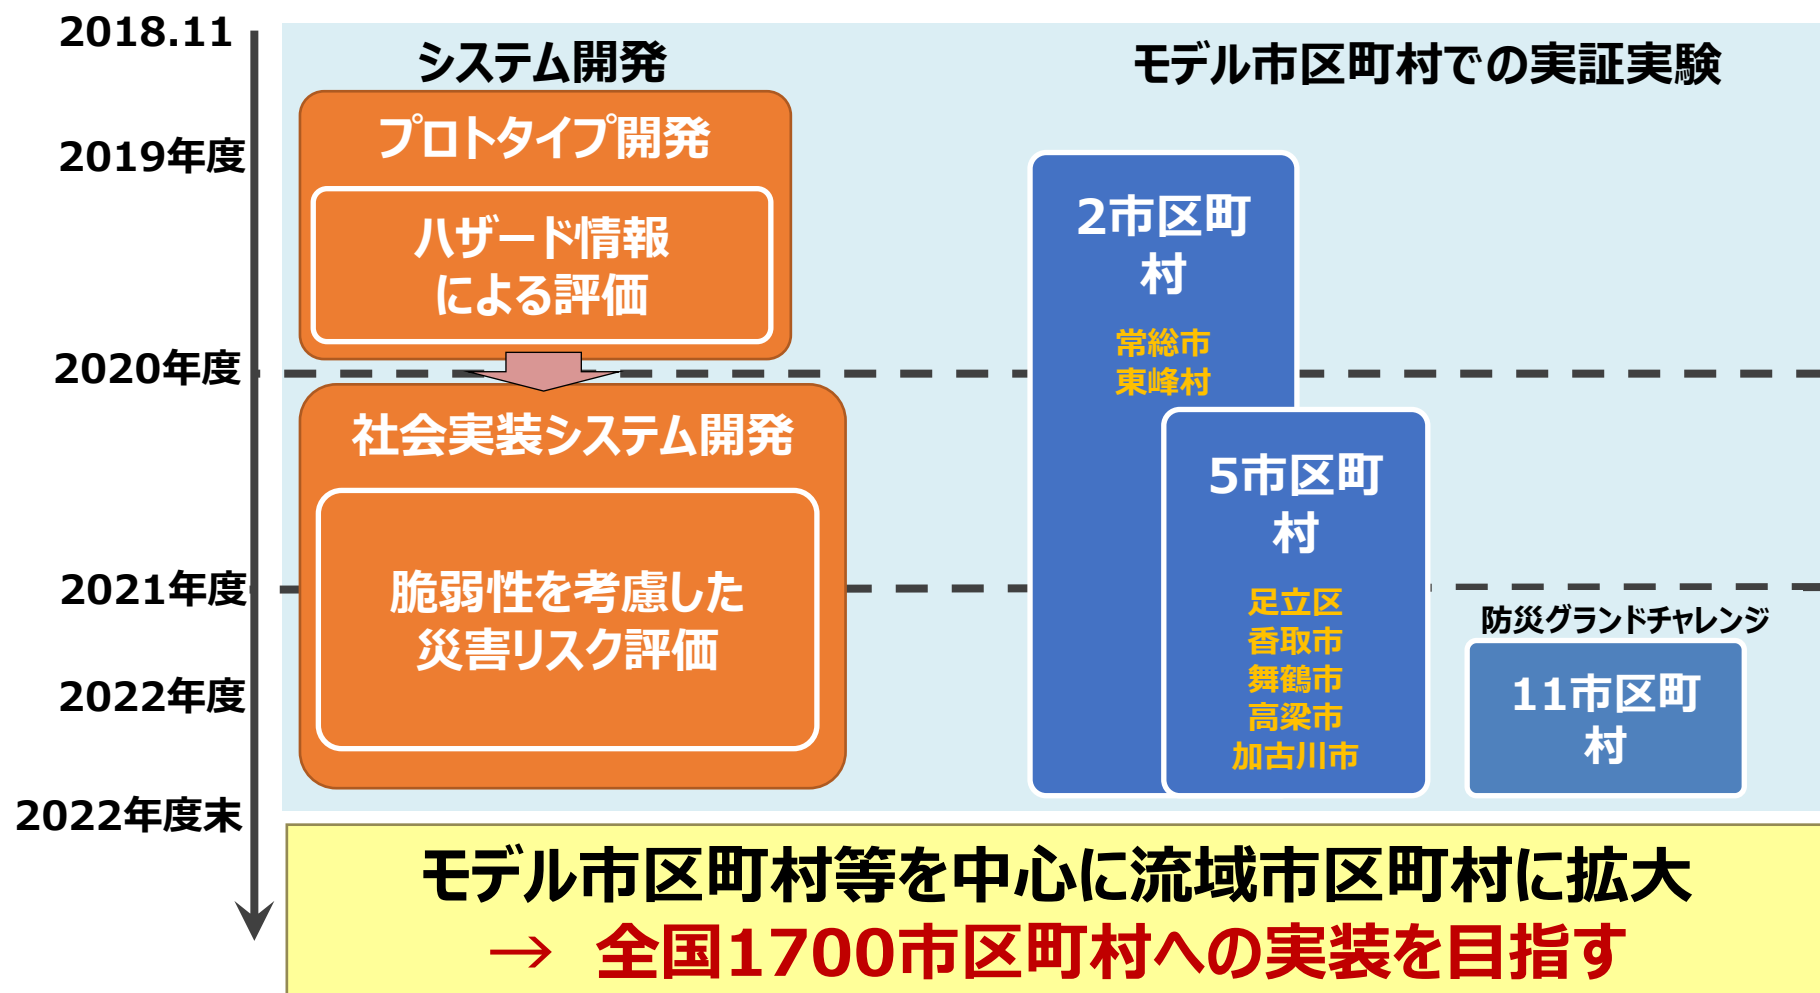 2018.11
2019年度
2020年度
2021年度
2022年度
2022年度末
システム開発
プロトタイプ開発
ハザード情報
による評価
社会実装システム開発
脆弱性を考慮した
災害リスク評価
モデル市区町村での実証実験
2市区町
村
常総市
東峰村
5市区町
村
足立区
香取市
舞鶴市
高梁市
加古川市
防災グランドチャレンジ
11市区町
村
モデル市区町村等を中心に流域市区町村に拡大
→ 全国1700市区町村への実装を目指す